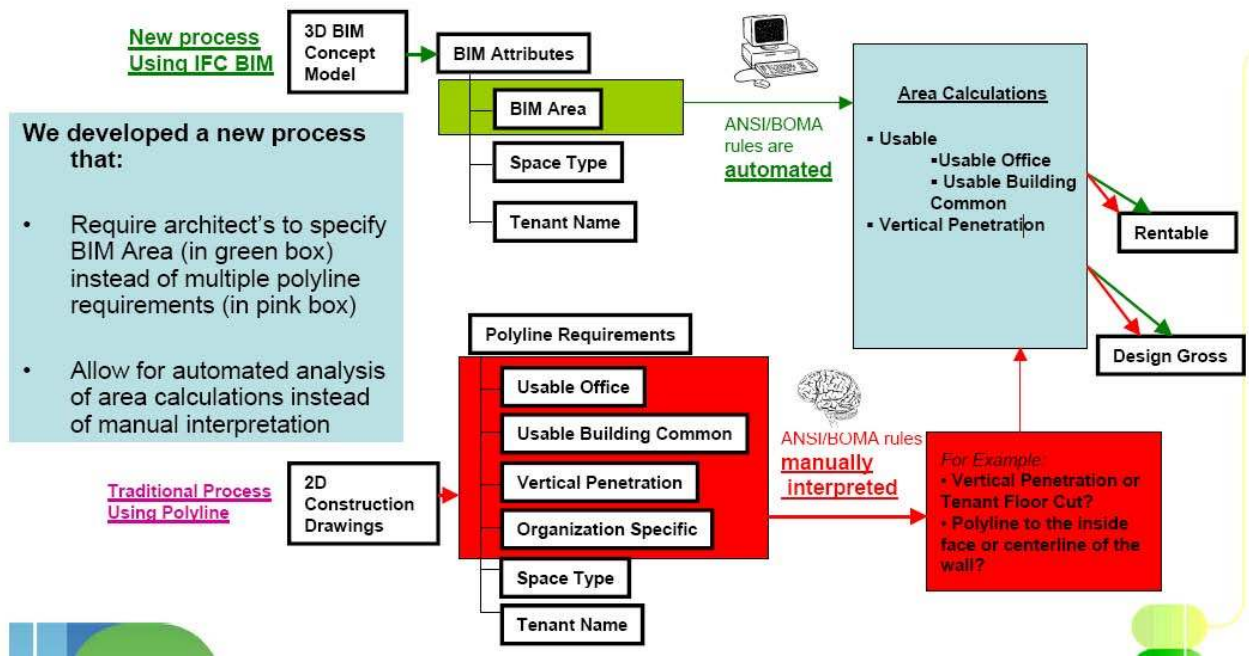 New process
Using IFC BIM
3D BIM
Concept
Model
BIM Attributes
BIM Area
Space Type
Tenant Name
ANSI/BOMA
rules are
automated
Area Calculations
▪ Usable
▪Usable Office
▪ Usable Building
Common
▪ Vertical Penetration
Rentable
Design Gross
We developed a new process
that:
• Require architect's to specify
BIM Area (in green box)
instead of multiple polyline
requirements (in pink box)
• Allow for automated analysis
of area calculations instead
of manual interpretation
Traditional Process
Using Polyline
2D
Construction
Drawings
Polyline Requirements
Usable Office
Usable Building Common
Vertical Penetration
Organization Specific
Space Type
Tenant Name
ANSI/BOMA rules
manually
interpreted
For Example:
• Vertical Penetration or
Tenant Floor Cut?
• Polyline to the inside
face or centerline of the
wall?